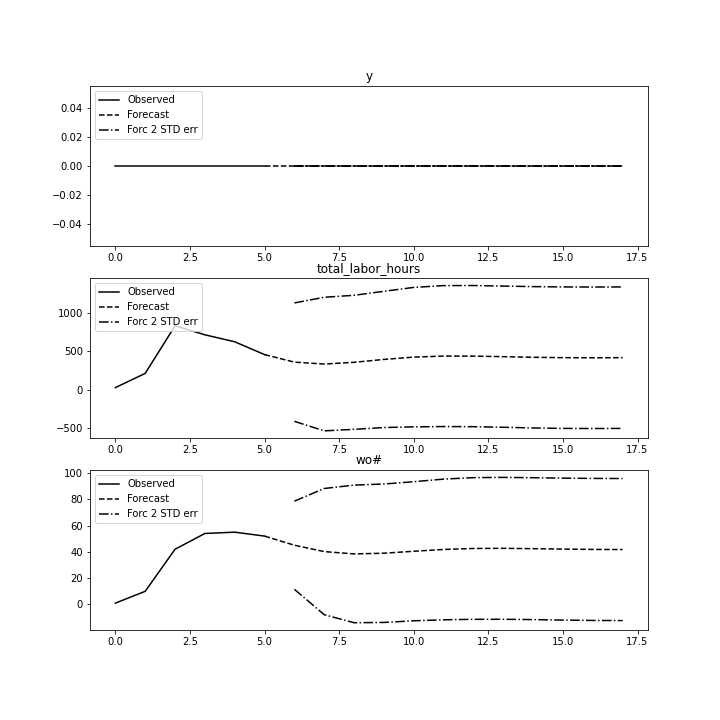 y
Observed
Forecast
Forc 2 STD err
0.04
0.02
0.00
−0.02
−0.04
0.0 2.5 5.0 7.5 10.0 12.5 15.0 17.5
total_labor_hours
Observed
Forecast
Forc 2 STD err
1000
500
0
−500
0.0 2.5 5.0 7.5 10.0 12.5 15.0 17.5
wo#
Observed
Forecast
Forc 2 STD err
100
80
60
40
20
0
0.0 2.5 5.0 7.5 10.0 12.5 15.0 17.5